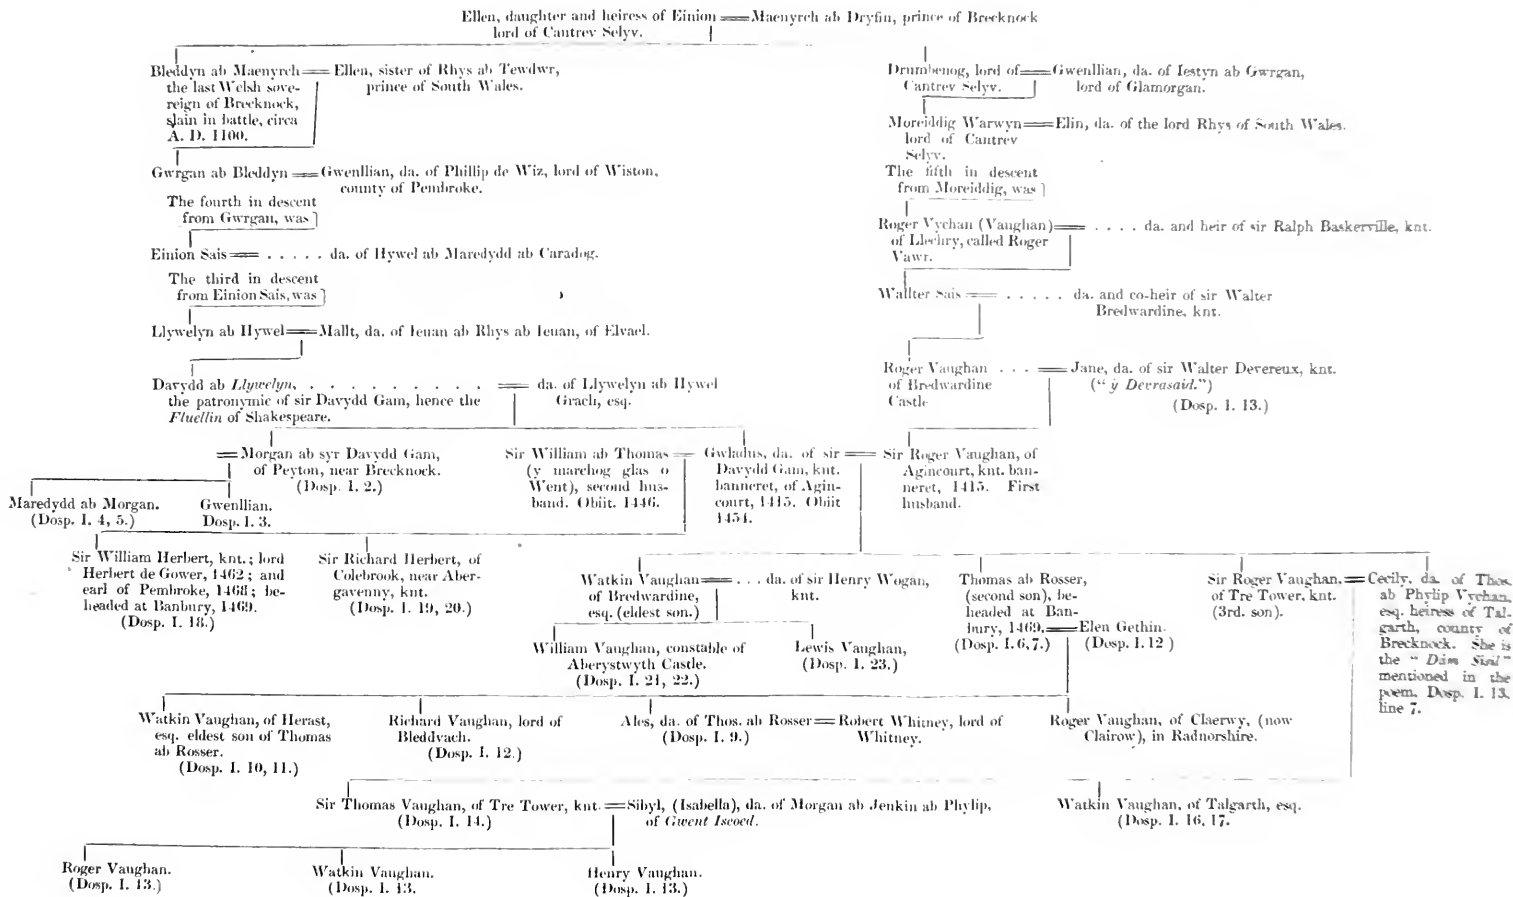 Ellen, daughter and heiress of Einion == Maenyrch ab Dryfin, prince of Brecknock
lord of Cantrev Selyv.
Bleddyn ab Maenyrch == Ellen, sister of Rhys ab Tewdwr,
the last Welsh sove- prince of South Wales.
reign of Brecknock,
slain in battle, circa
A. D. 1100.
Drumbenog, lord of == Gwenllian, da. of Iestyn ab Gwrgan,
Cantrev Selyv. lord of Glamorgan.
Moreiddig Warwyn == Elin, da. of the lord Rhys of South Wales.
lord of Cantrev
Selyv.
Gwrgan ab Bleddyn == Gwenllian, da. of Phillip de Wiz, lord of Wiston,
county of Pembroke.
The fourth in descent
from Gwrgan, was
The fifth in descent
from Moreiddig, was
Einion Sais == . . . . . da. of Hywel ab Maredydd ab Caradog.
Roger Vychan (Vaughan) == . . . . da. and heir of sir Ralph Baskerville, knt.
of Llechry, called Roger
Vawr.
The third in descent
from Einion Sais, was
Wallter Sais == . . . . . da. and co-heir of sir Walter
Bredwardine, knt.
Llywelyn ab Hywel == Mallt, da. of Ieuan ab Rhys ab Ieuan, of Elvael.
Davydd ab Llywelyn, . . . . . . . . . == da. of Llywelyn ab Hywel
the patronymic of sir Davydd Gam, hence the Grach, esq.
Fluellin of Shakespeare.
Roger Vaughan . . . == Jane, da. of sir Walter Devereux, knt.
of Bredwardine ("y Devrasaid.")
Castle (Dosp. I. 13.)
== Morgan ab syr Davydd Gam,
of Peyton, near Brecknock.
(Dosp. I. 2.)
Sir William ab Thomas == Gwladus, da. of sir == Sir Roger Vaughan, of
(y marchog glas o Davydd Gam, knt. Agincourt, knt. ban-
Went), second hus- banneret, of Agin- neret, 1415. First
band. Obiit. 1446. court, 1415. Obiit husband.
1454.
Maredydd ab Morgan. Gwenllian.
(Dosp. I. 4, 5.) Dosp. I. 3.
Sir William Herbert, knt.; lord
Herbert de Gower, 1462; and
earl of Pembroke, 1468; be-
headed at Banbury, 1469.
(Dosp. I. 18.)
Sir Richard Herbert, of
Colebrook, near Aber-
gavenny, knt.
(Dosp. I. 19, 20.)
Watkin Vaughan == . . . da. of sir Henry Wogan,
of Bredwardine, knt.
esq. (eldest son.)
Thomas ab Rosser,
(second son), be-
headed at Ban-
bury, 1469. == Elen Gethin.
(Dosp. I. 6, 7.) (Dosp. I. 12 )
Sir Roger Vaughan, == Cecily, da. of Thos.
of Tre Tower, knt. ab Phylip Vychan,
(3rd. son). esq. heiress of Tal-
garth, county of
Brecknock. She is
the "Dâm Sisil"
mentioned in the
poem, Dosp. I. 13,
line 7.
William Vaughan, constable of
Aberystwyth Castle.
(Dosp. I. 21, 22.)
Lewis Vaughan,
(Dosp. I. 23.)
Watkin Vaughan, of Herast,
esq. eldest son of Thomas
ab Rosser.
(Dosp. I. 10, 11.)
Richard Vaughan, lord of
Bleddvach.
(Dosp. I. 12.)
Ales, da. of Thos. ab Rosser == Robert Whitney, lord of
(Dosp. I. 9.) Whitney.
Roger Vaughan, of Claerwy, (now
Clairow), in Radnorshire.
Sir Thomas Vaughan, of Tre Tower, knt. == Sibyl, (Isabella), da. of Morgan ab Jenkin ab Phylip,
(Dosp. I. 14.) of Gwent Iscoed.
Watkin Vaughan, of Talgarth, esq.
(Dosp. I. 16, 17.
Roger Vaughan. Watkin Vaughan. Henry Vaughan.
(Dosp. I. 13.) (Dosp. I. 13. (Dosp. I. 13.)